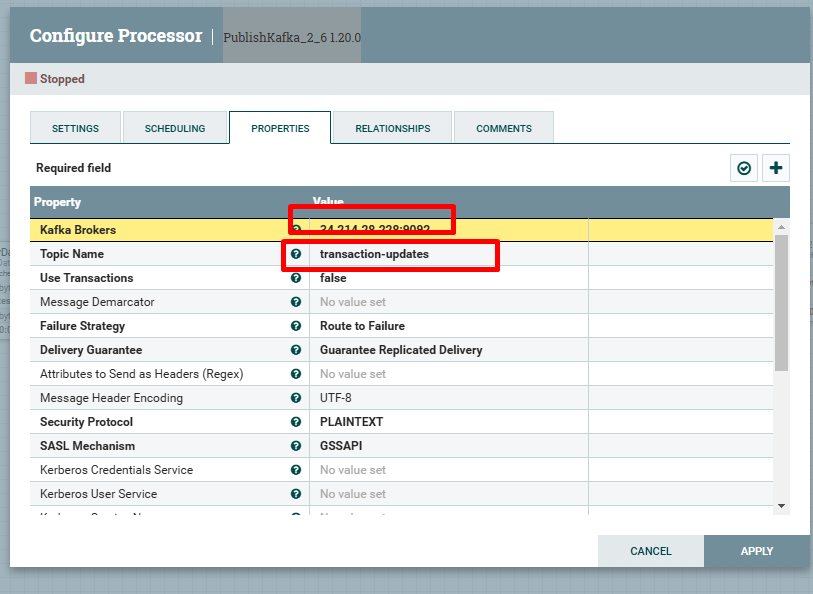 Configure Processor | PublishKafka_2_6 1.20.0
Stopped
SETTINGS SCHEDULING PROPERTIES RELATIONSHIPS COMMENTS
Required field
Property Value
Kafka Brokers 34.214.28.228:9092
Topic Name transaction-updates
Use Transactions false
Message Demarcator No value set
Failure Strategy Route to Failure
Delivery Guarantee Guarantee Replicated Delivery
Attributes to Send as Headers (Regex) No value set
Message Header Encoding UTF-8
Security Protocol PLAINTEXT
SASL Mechanism GSSAPI
Kerberos Credentials Service No value set
Kerberos User Service No value set
CANCEL APPLY